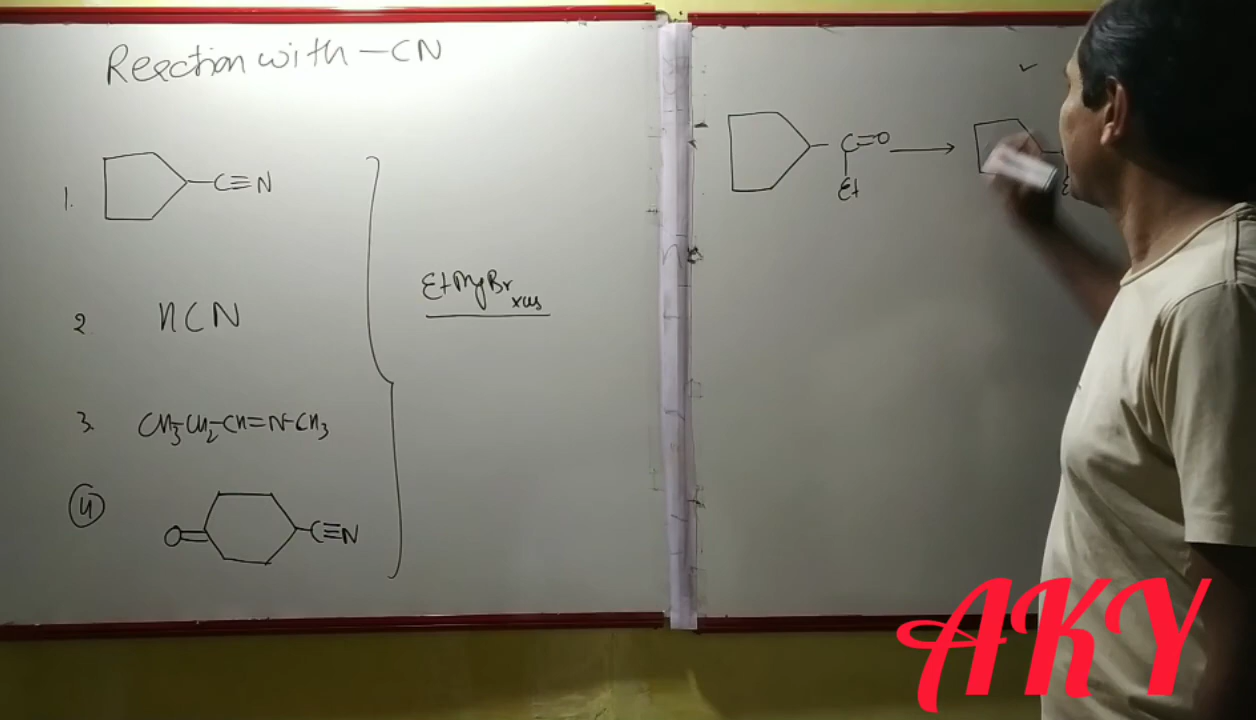 Reaction with -CN
1. -C≡N
EtMgBr xus
2. HCN
3. CH3-CH2-CH=N-CH3
4 O= -C≡N
-C=O →
Et
AKY